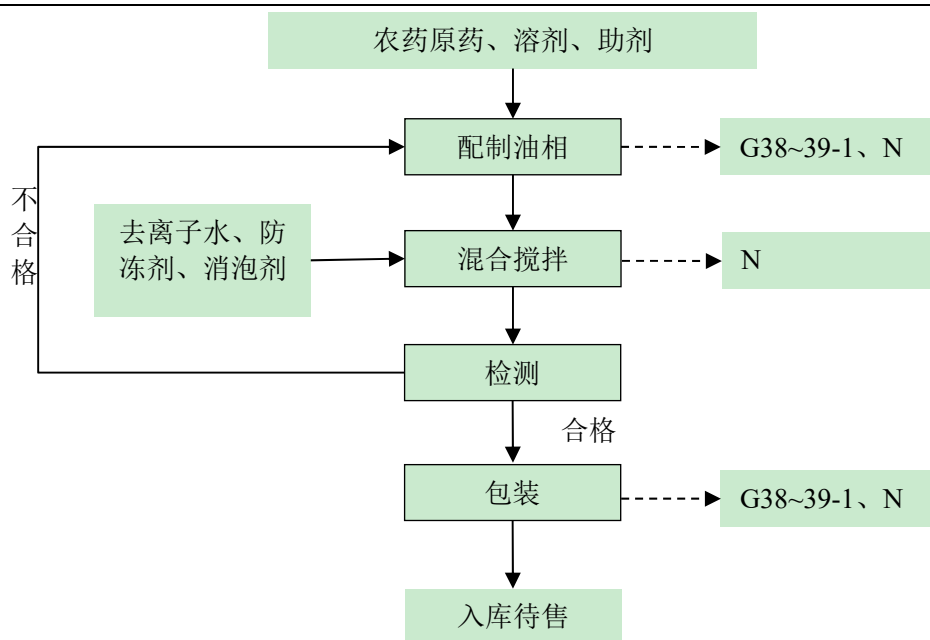 农药原药、溶剂、助剂
配制油相
G38~39-1、N
不
合
格
去离子水、防
冻剂、消泡剂
混合搅拌
N
检测
合格
包装
G38~39-1、N
入库待售